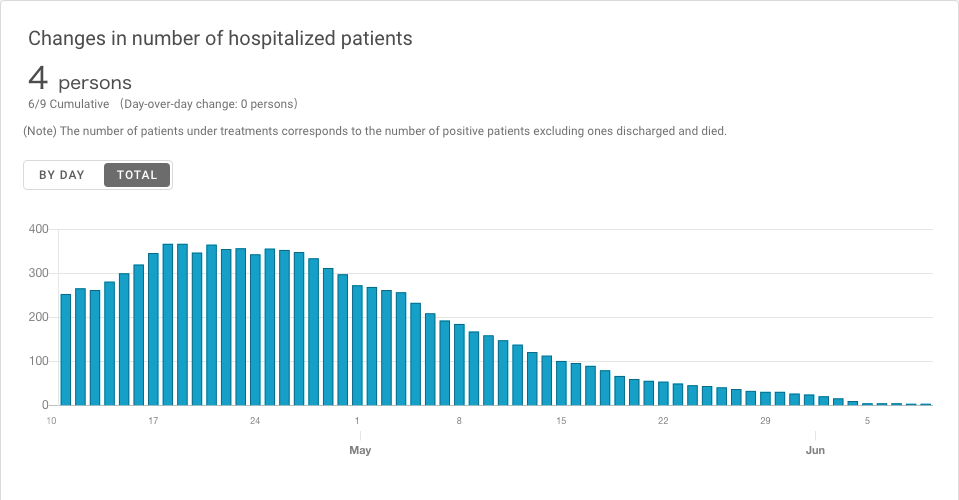 Changes in number of hospitalized patients
4 persons
6/9 Cumulative （Day-over-day change: 0 persons）
(Note) The number of patients under treatments corresponds to the number of positive patients excluding ones discharged and died.
BY DAY TOTAL
400
300
200
100
0
10 17 24 1 8 15 22 29 5
May Jun